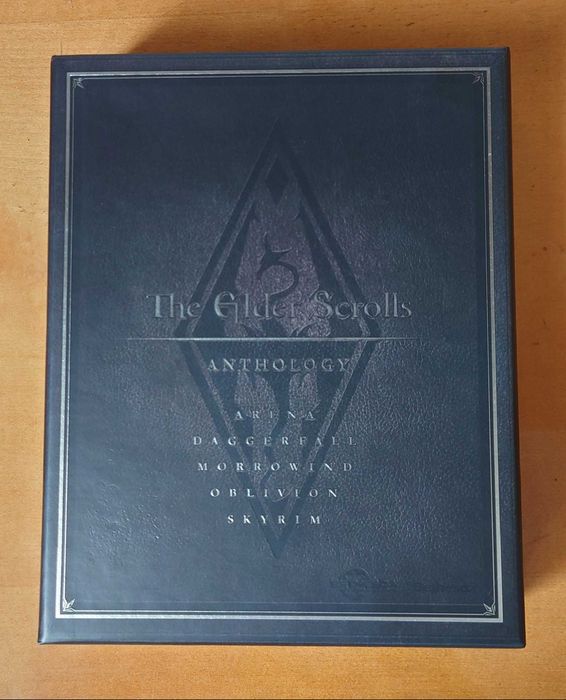 The Elder Scrolls
ANTHOLOGY
ARENA
DAGGERFALL
MORROWIND
OBLIVION
SKYRIM